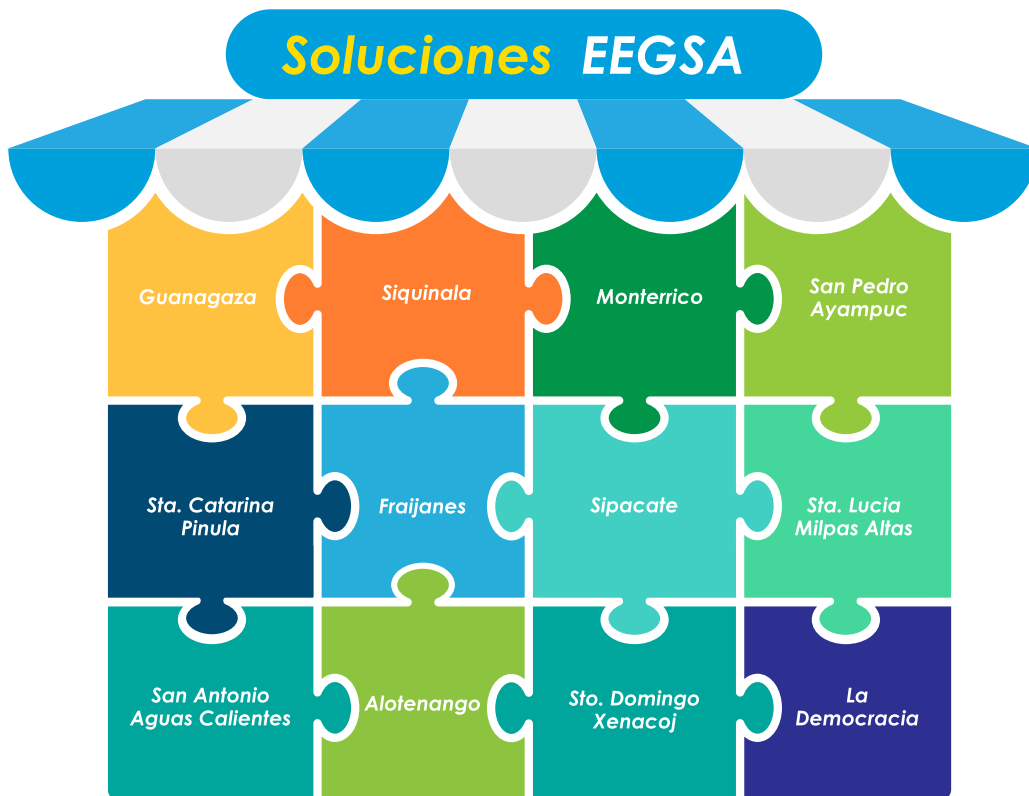 Soluciones EEGSA
Guanagaza
Siquinala
Monterrico
San Pedro
Ayampuc
Sta. Catarina
Pinula
Fraijanes
Sipacate
Sta. Lucia
Milpas Altas
San Antonio
Aguas Calientes
Alotenango
Sto. Domingo
Xenacoj
La
Democracia